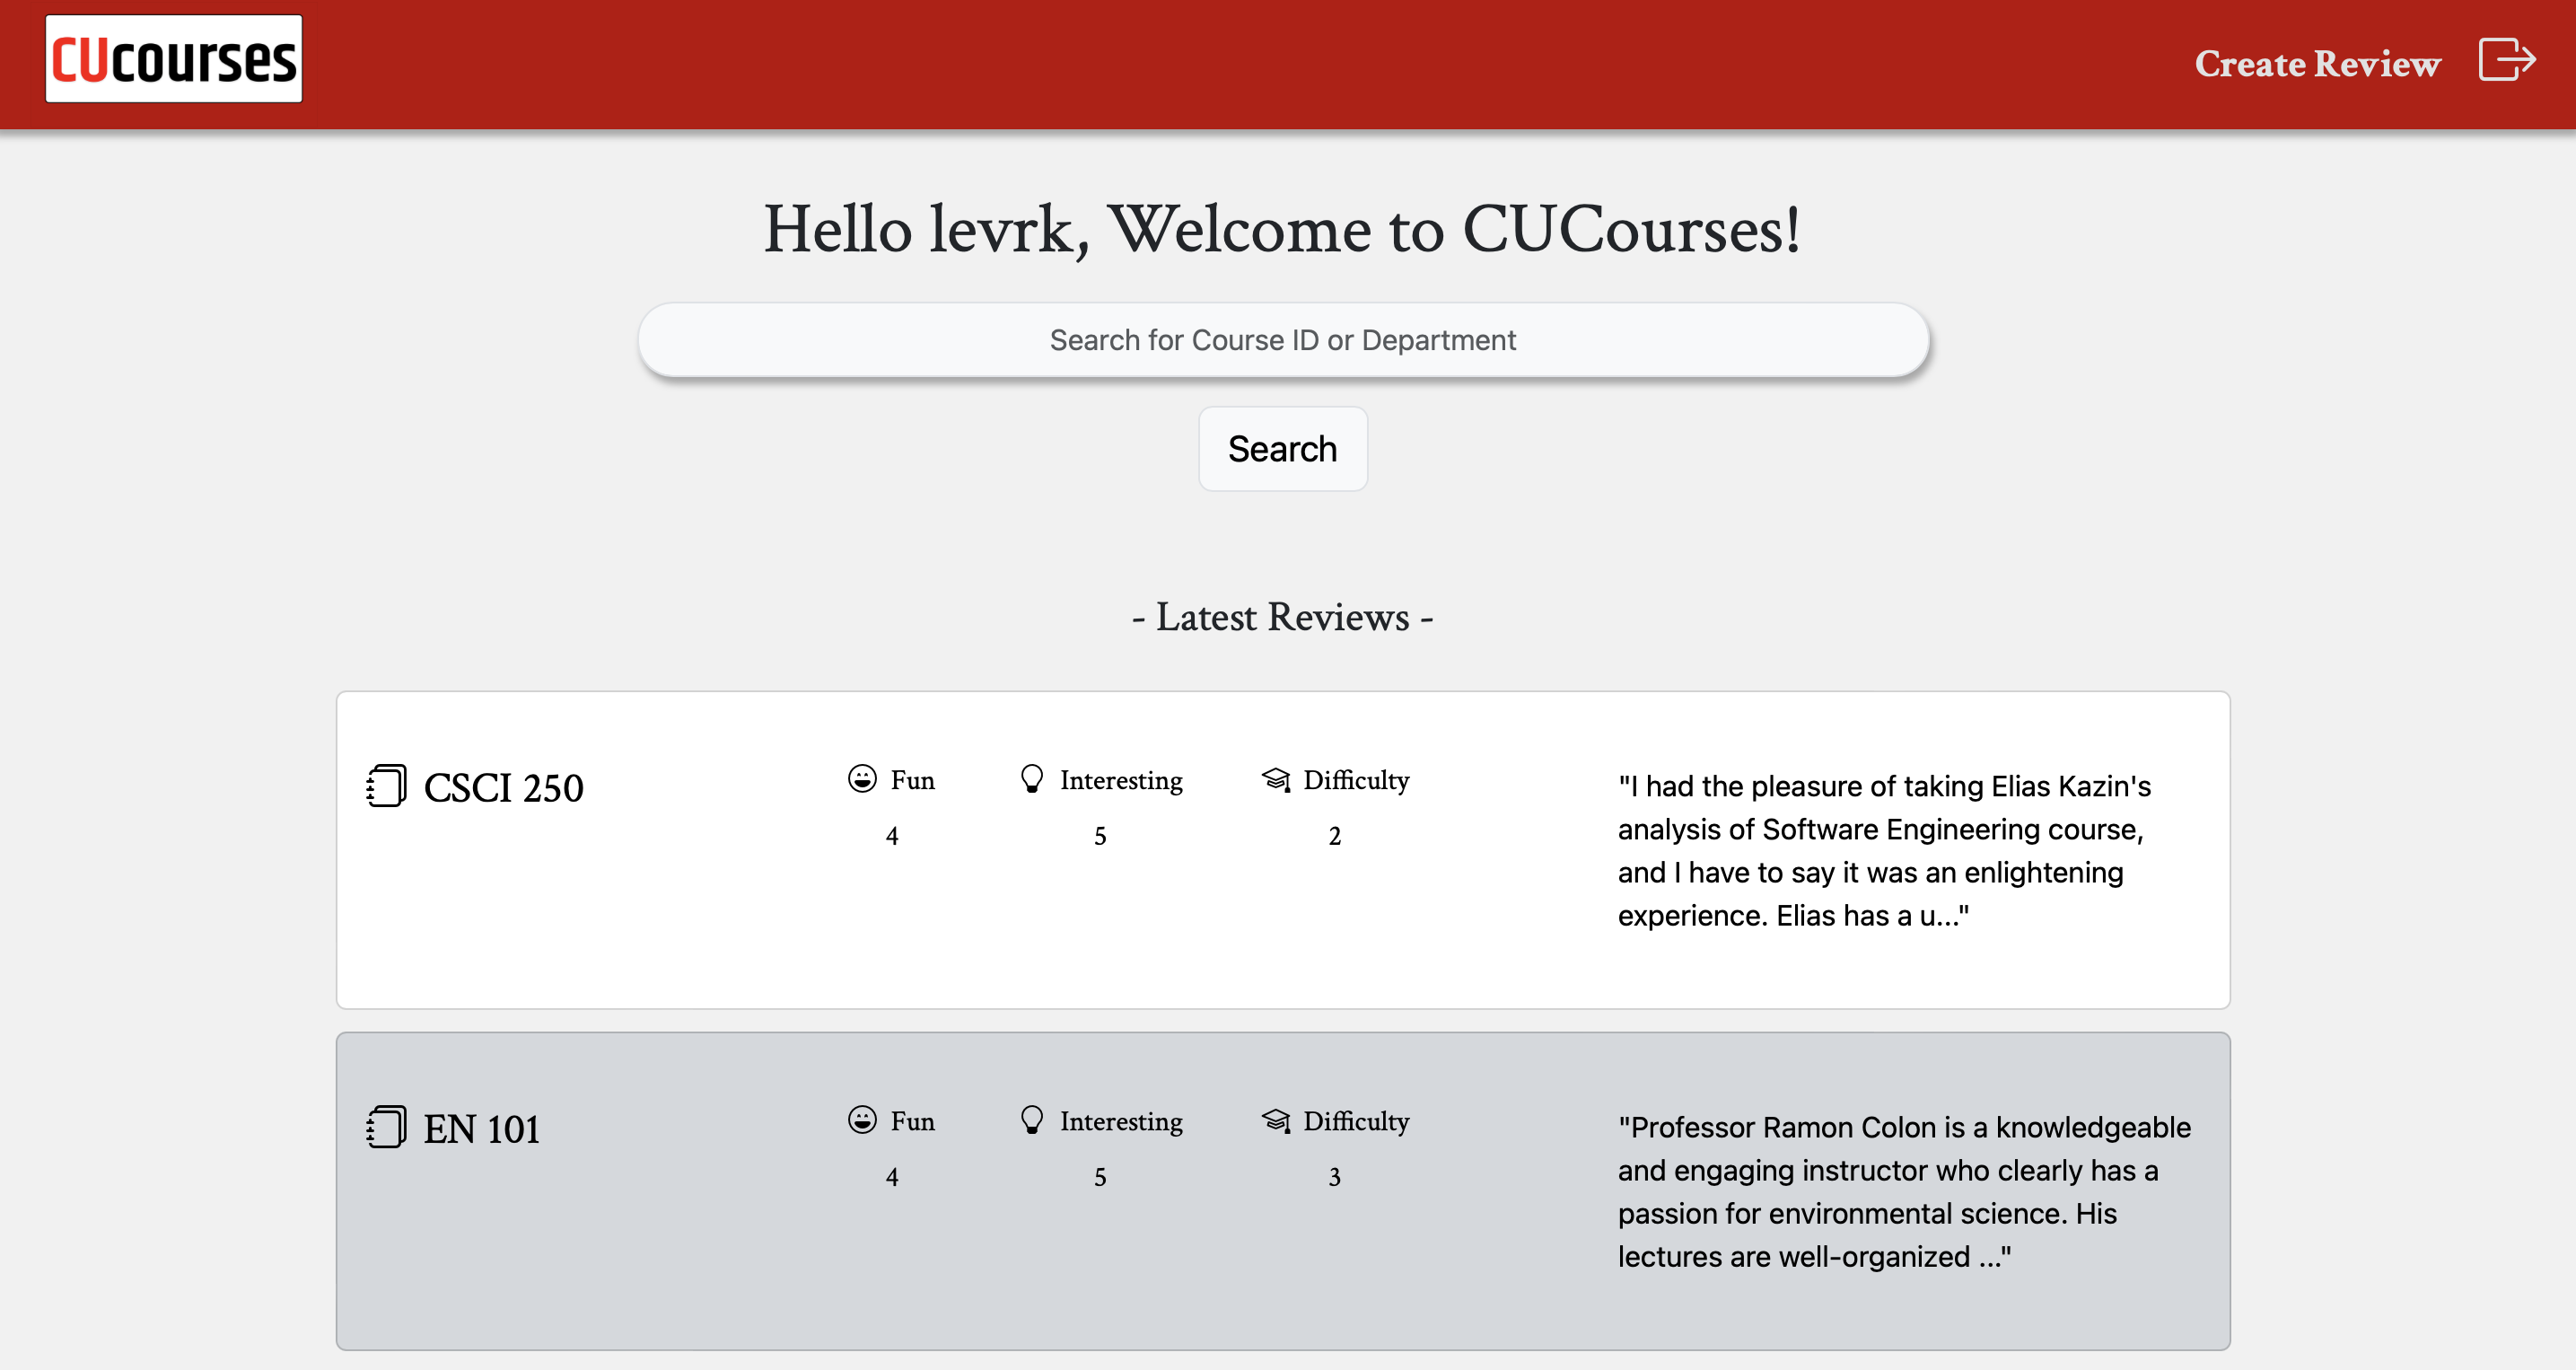 CUcourses
Create Review
Hello levrk, Welcome to CUCourses!
Search for Course ID or Department
Search
- Latest Reviews -
CSCI 250
Fun
4
Interesting
5
Difficulty
2
"I had the pleasure of taking Elias Kazin's
analysis of Software Engineering course,
and I have to say it was an enlightening
experience. Elias has a u..."
EN 101
Fun
4
Interesting
5
Difficulty
3
"Professor Ramon Colon is a knowledgeable
and engaging instructor who clearly has a
passion for environmental science. His
lectures are well-organized ..."